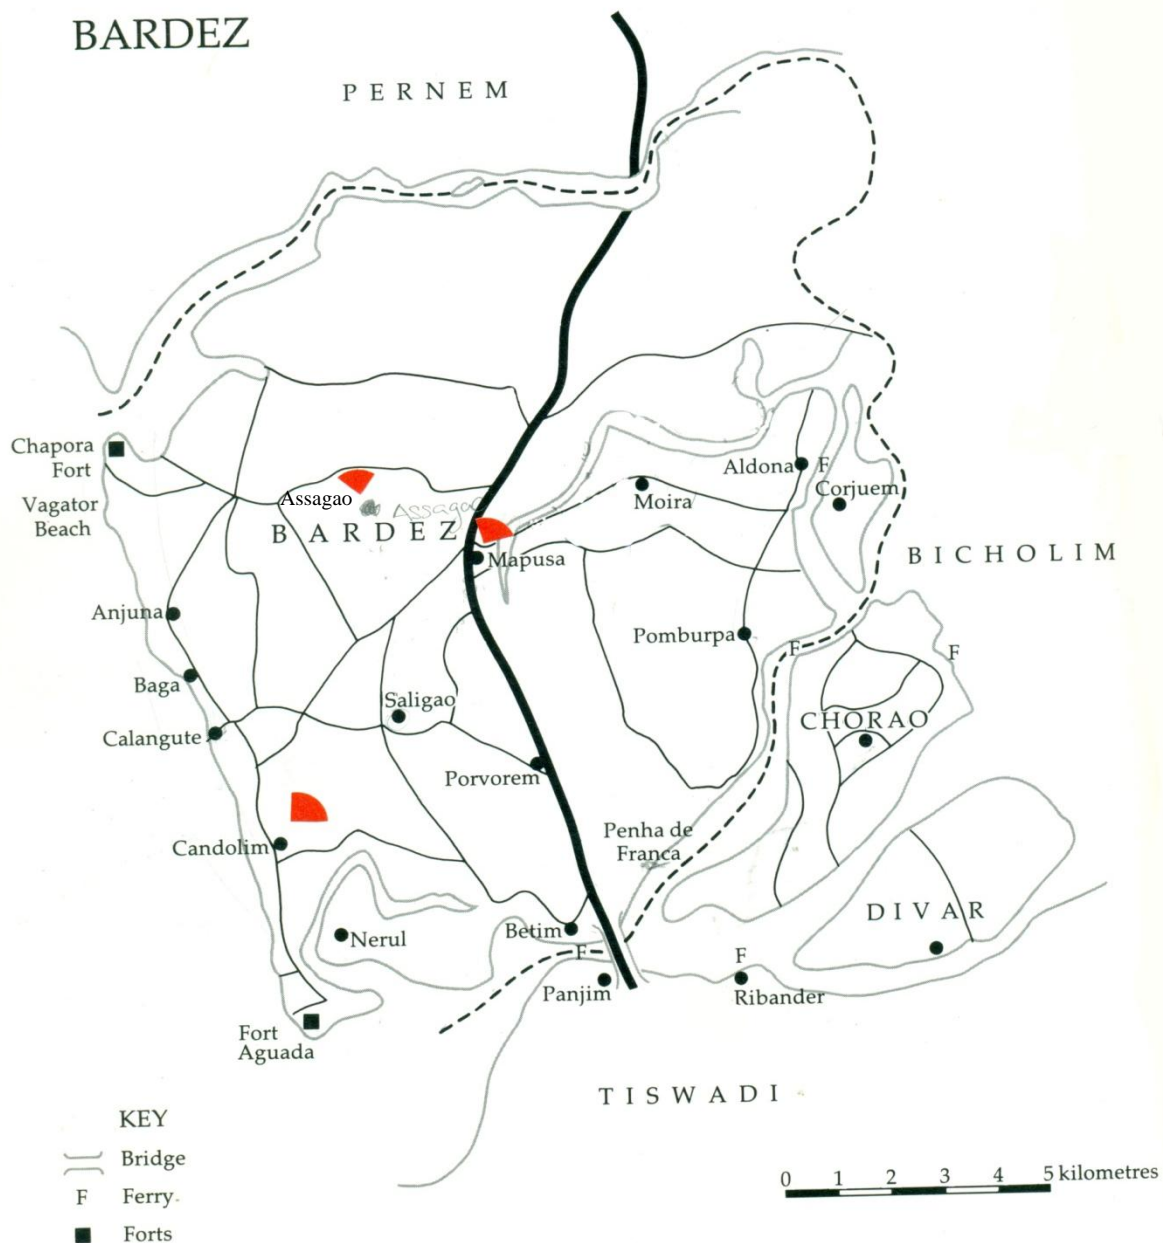 BARDEZ
PERNEM
Chapora
Fort
Vagator
Beach
Assagao
Assagao
BARDEZ
Mapusa
Aldona
F
Corjuem
Moira
BICHOLIM
Anjuna
Pomburpa
F
F
Baga
Saligao
CHORAO
Calangute
Porvorem
Candolim
Penha de
Franca
DIVAR
Nerul
Betim
F
F
Panjim
Ribander
Fort
Aguada
TISWADI
KEY
Bridge
F Ferry
Forts
0 1 2 3 4 5 kilometres